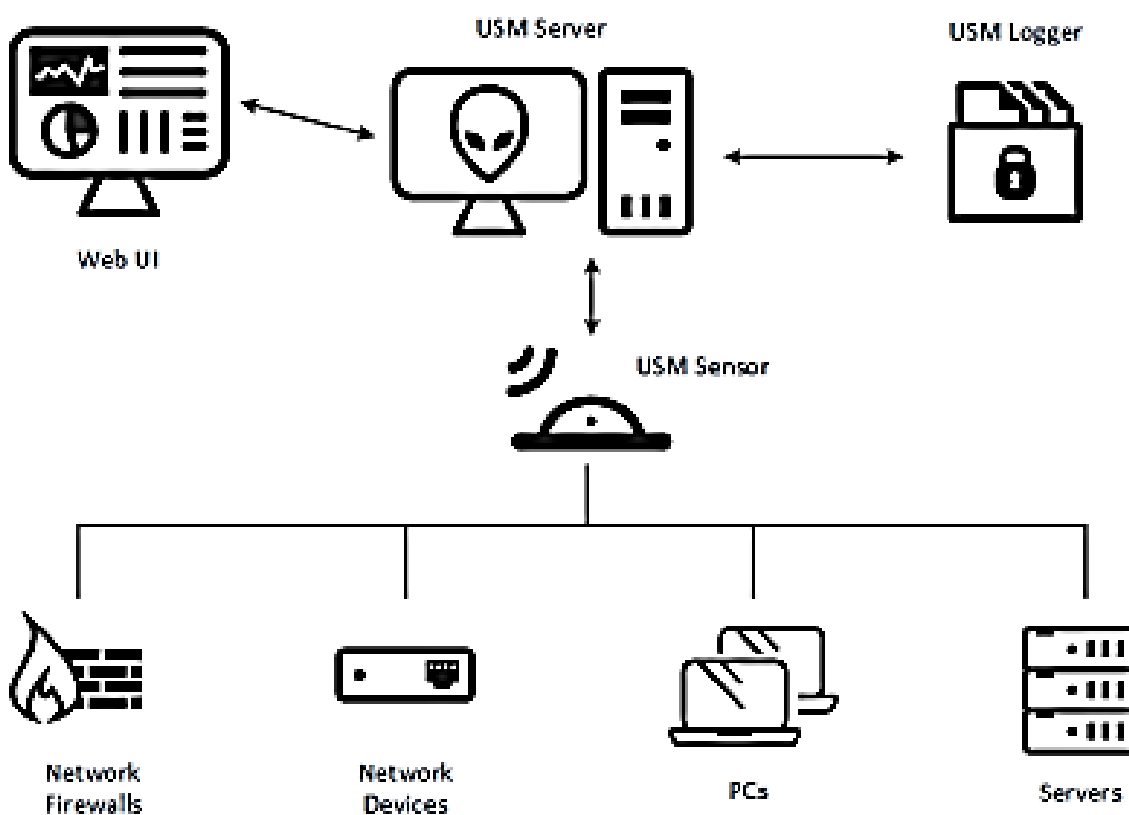 USM Server
USM Logger
Web UI
USM Sensor
Network
Firewalls
Network
Devices
PCs
Servers